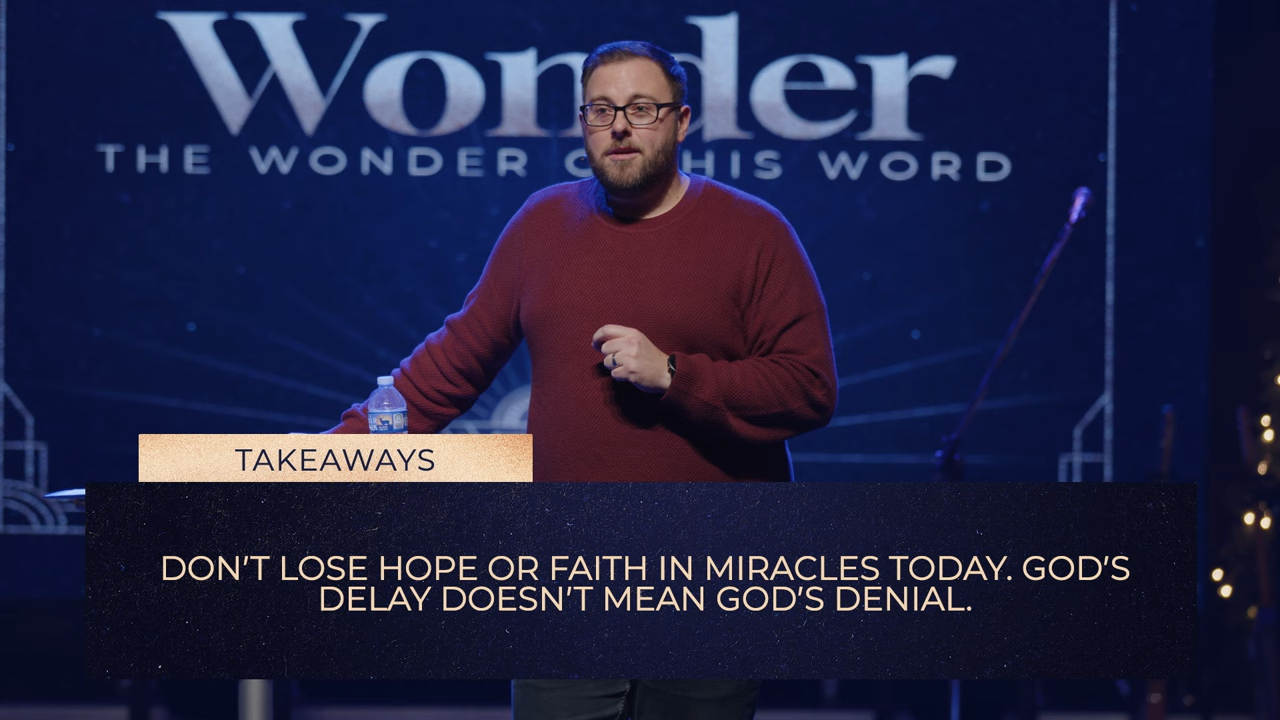 Wonder
THE WONDER HIS WORD
TAKEAWAYS
DON'T LOSE HOPE OR FAITH IN MIRACLES TODAY. GOD'S
DELAY DOESN'T MEAN GOD'S DENIAL.